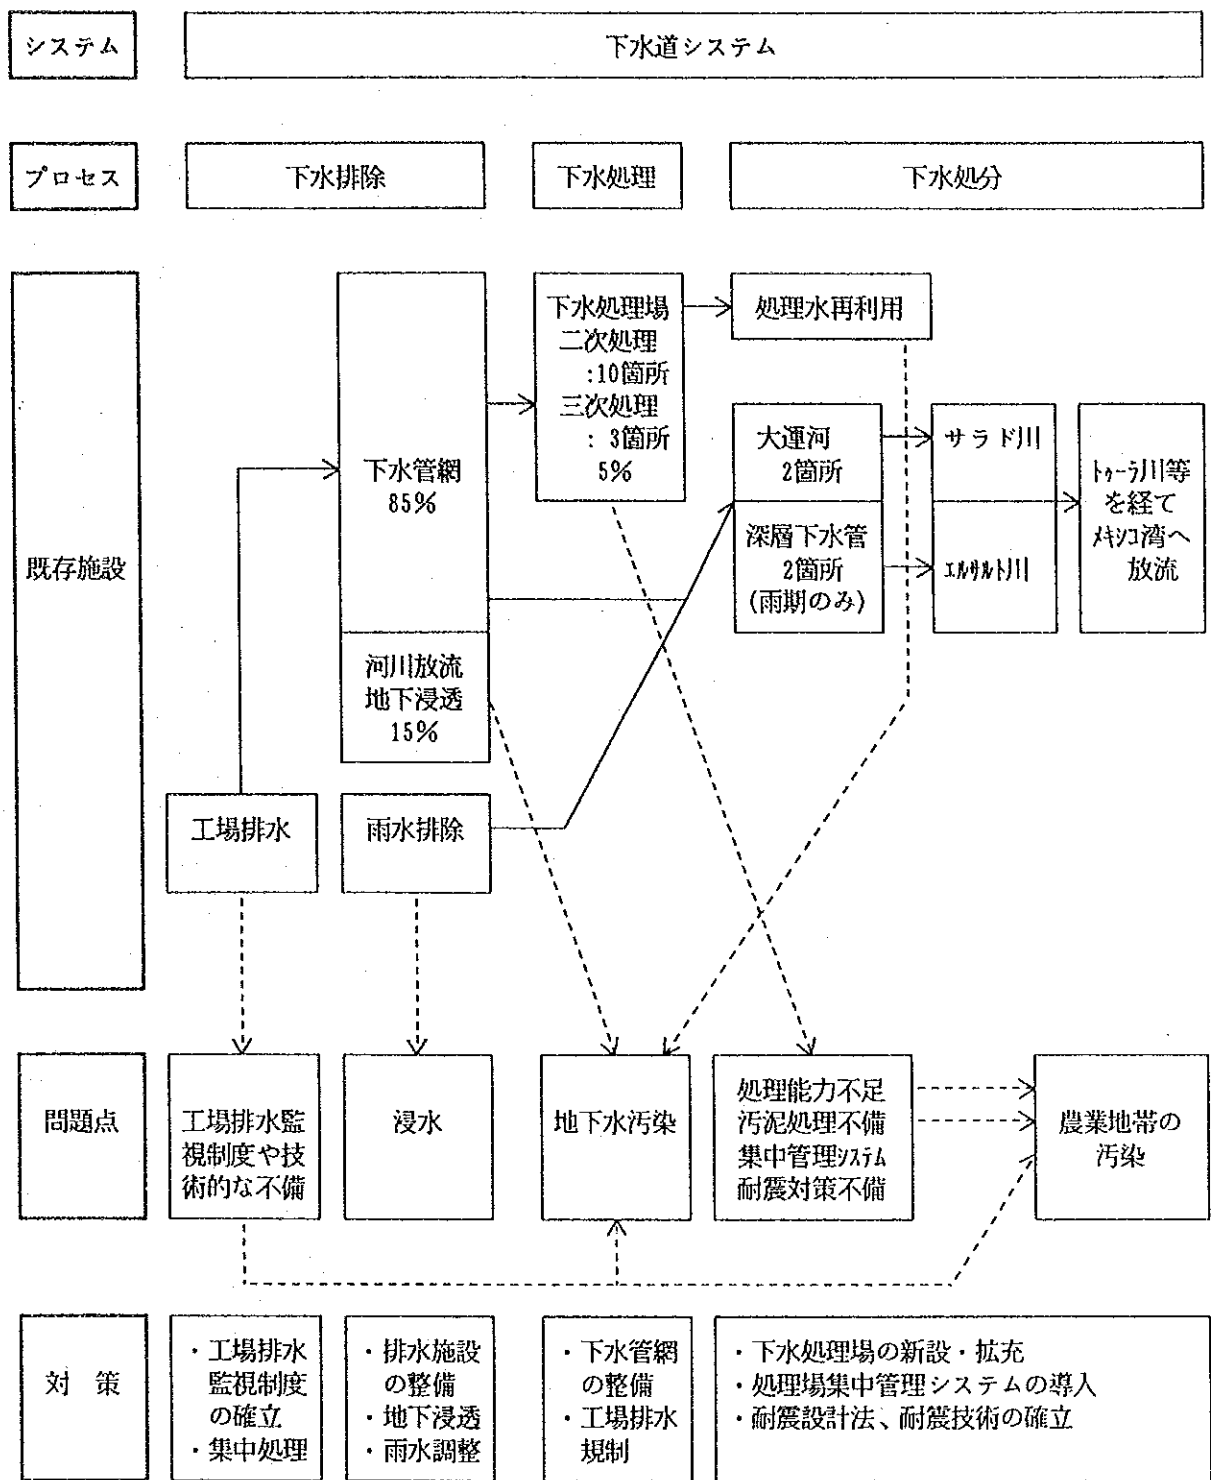 システム
下水道システム
プロセス
下水排除
下水処理
下水処分
既存施設
下水管網
85%
河川放流
地下浸透
15%
下水処理場
二次処理
:10箇所
三次処理
: 3箇所
5%
処理水再利用
大運河
2箇所
深層下水管
2箇所
(雨期のみ)
サラド川
エルサルト川
トゥーラ川等
を経て
メキシコ湾へ
放流
工場排水
雨水排除
問題点
工場排水監
視制度や技
術的な不備
浸水
地下水汚染
処理能力不足
汚泥処理不備
集中管理システム
耐震対策不備
農業地帯の
汚染
対 策
・工場排水
監視制度
の確立
・集中処理
・排水施設
の整備
・地下浸透
・雨水調整
・下水管網
の整備
・工場排水
規制
・下水処理場の新設・拡充
・処理場集中管理システムの導入
・耐震設計法、耐震技術の確立